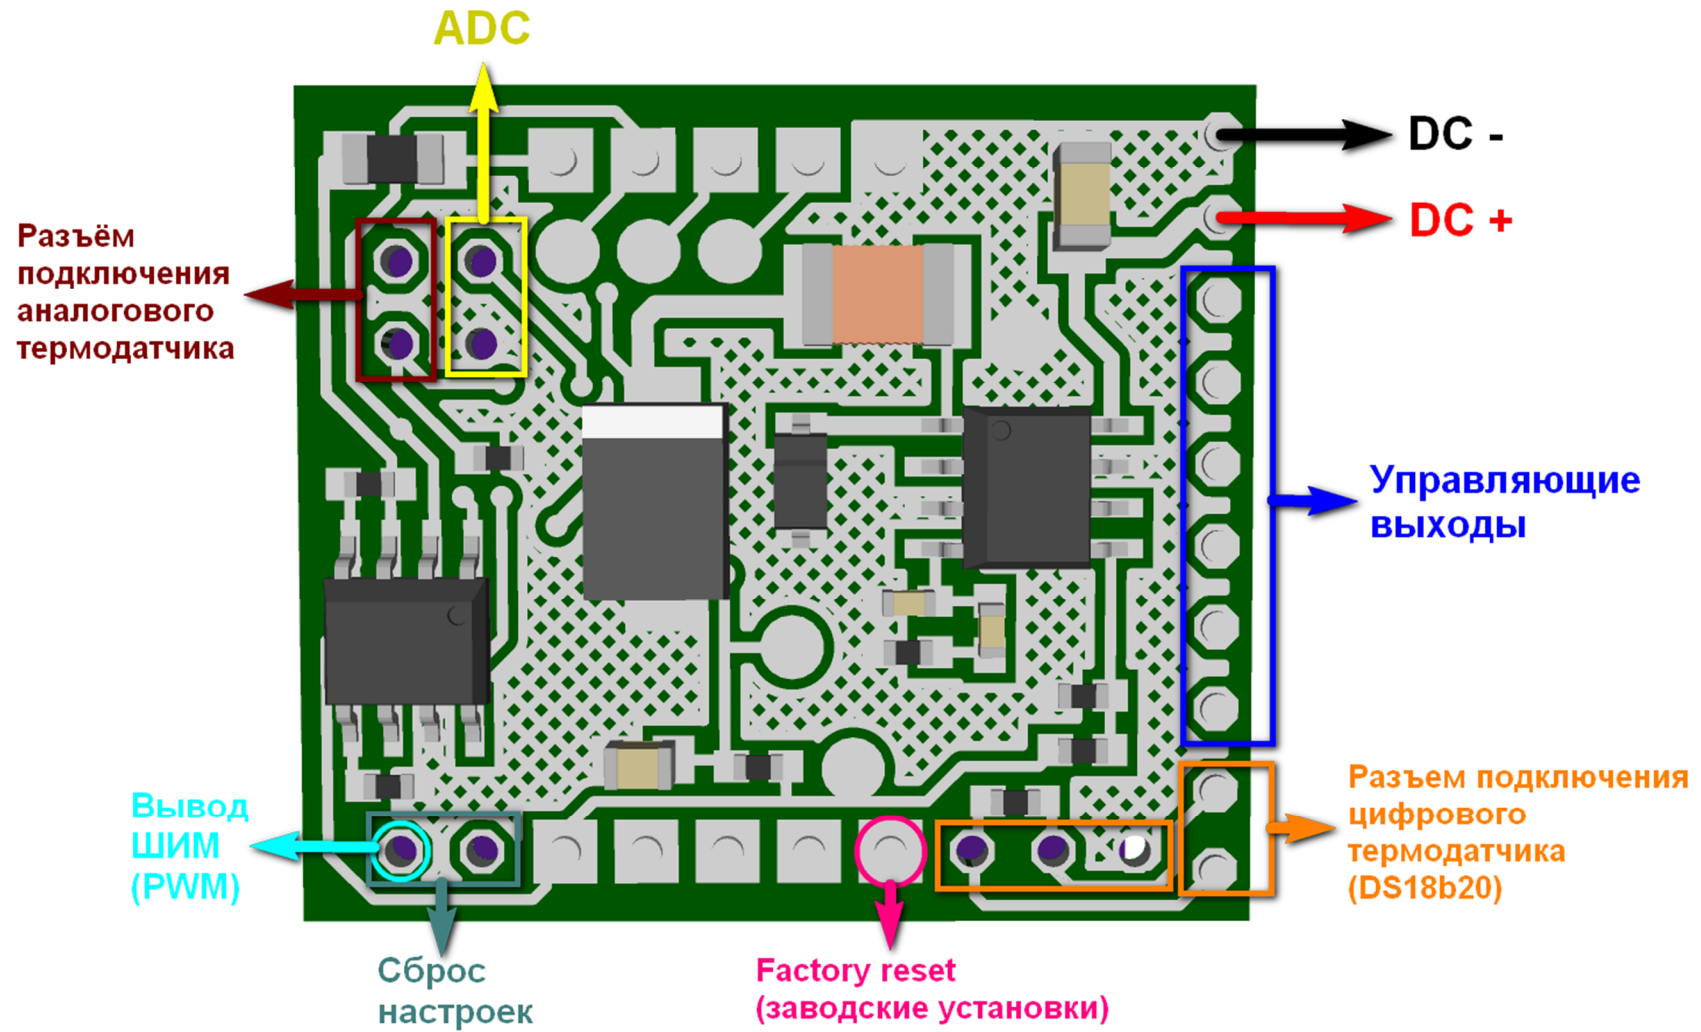 ADC
DC -
DC +
Разъём
подключения
аналогового
термодатчика
Управляющие
выходы
Разъем подключения
цифрового
термодатчика
(DS18b20)
Вывод
ШИМ
(PWM)
Сброс
настроек
Factory reset
(заводские установки)